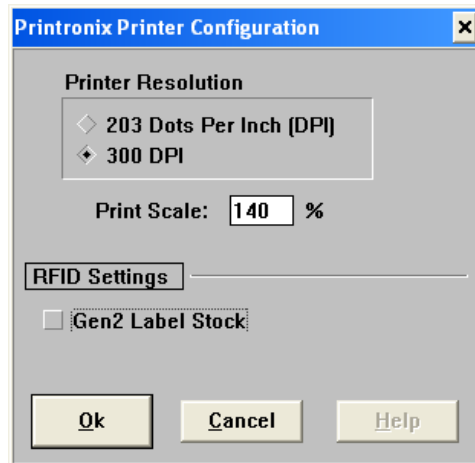 Printronix Printer Configuration
Printer Resolution
203 Dots Per Inch (DPI)
300 DPI
Print Scale: 140 %
RFID Settings
Gen2 Label Stock
Ok Cancel Help